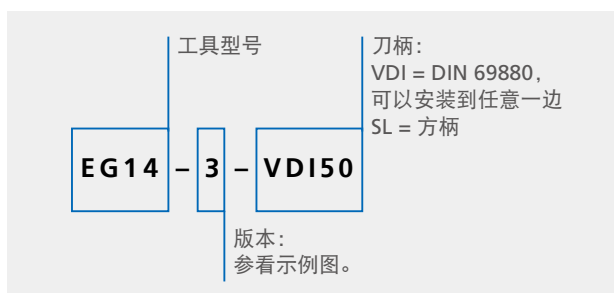 工具型号
刀柄：
VDI = DIN 69880，
可以安装到任意一边
SL = 方柄
EG14 – 3 – VDI50
版本：
参看示例图。